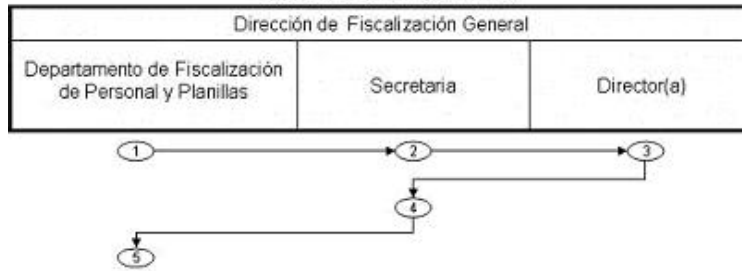 Dirección de Fiscalización General
Departamento de Fiscalización
de Personal y Planillas
Secretaria
Director(a)
1
2
3
4
5